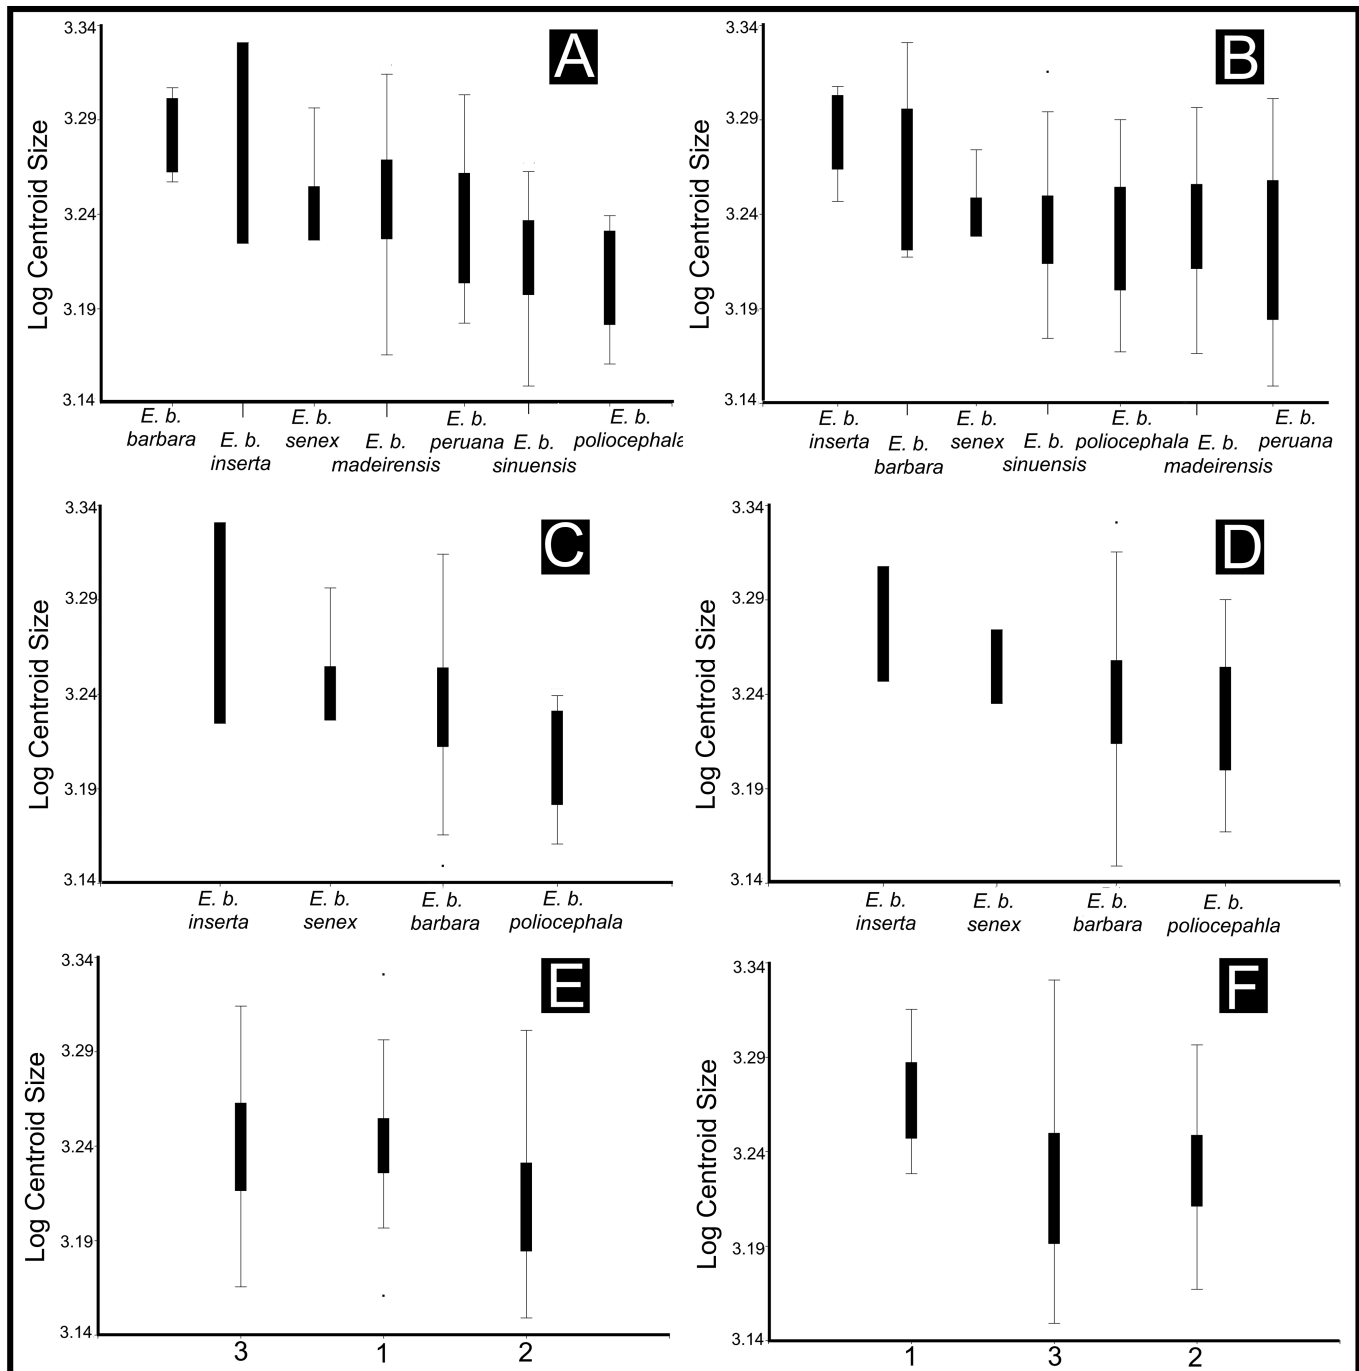 A
Log Centroid Size
3.34
3.29
3.24
3.19
3.14
E. b.
barbara
E. b.
inserta
E. b.
senex
E. b.
madeirensis
E. b.
peruana
E. b.
sinuensis
E. b.
poliocephala
B
Log Centroid Size
3.34
3.29
3.24
3.19
3.14
E. b.
inserta
E. b.
barbara
E. b.
senex
E. b.
sinuensis
E. b.
poliocephala
E. b.
madeirensis
E. b.
peruana
C
Log Centroid Size
3.34
3.29
3.24
3.19
3.14
E. b.
inserta
E. b.
senex
E. b.
barbara
E. b.
poliocephala
D
Log Centroid Size
3.34
3.29
3.24
3.19
3.14
E. b.
inserta
E. b.
senex
E. b.
barbara
E. b.
poliocepahla
E
Log Centroid Size
3.34
3.29
3.24
3.19
3.14
3 1 2
F
Log Centroid Size
3.34
3.29
3.24
3.19
3.14
1 3 2